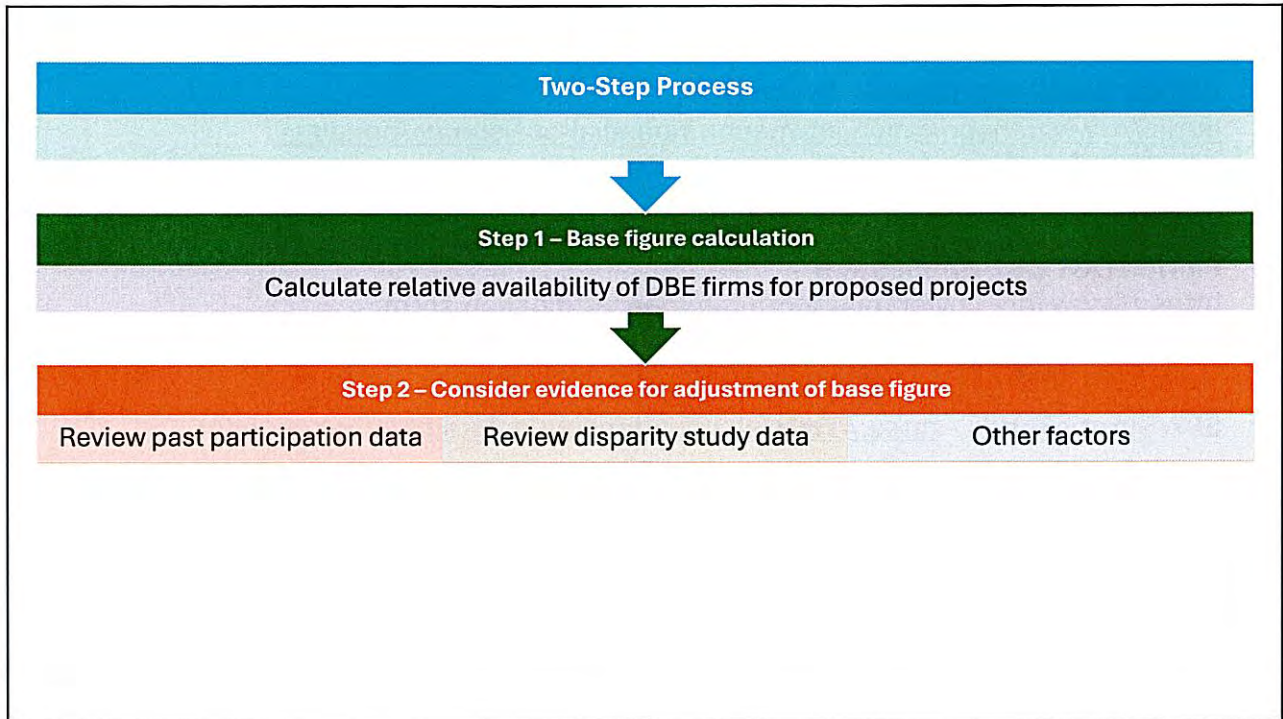 Two-Step Process
Step 1 – Base figure calculation
Calculate relative availability of DBE firms for proposed projects
Step 2 – Consider evidence for adjustment of base figure
Review past participation data
Review disparity study data
Other factors